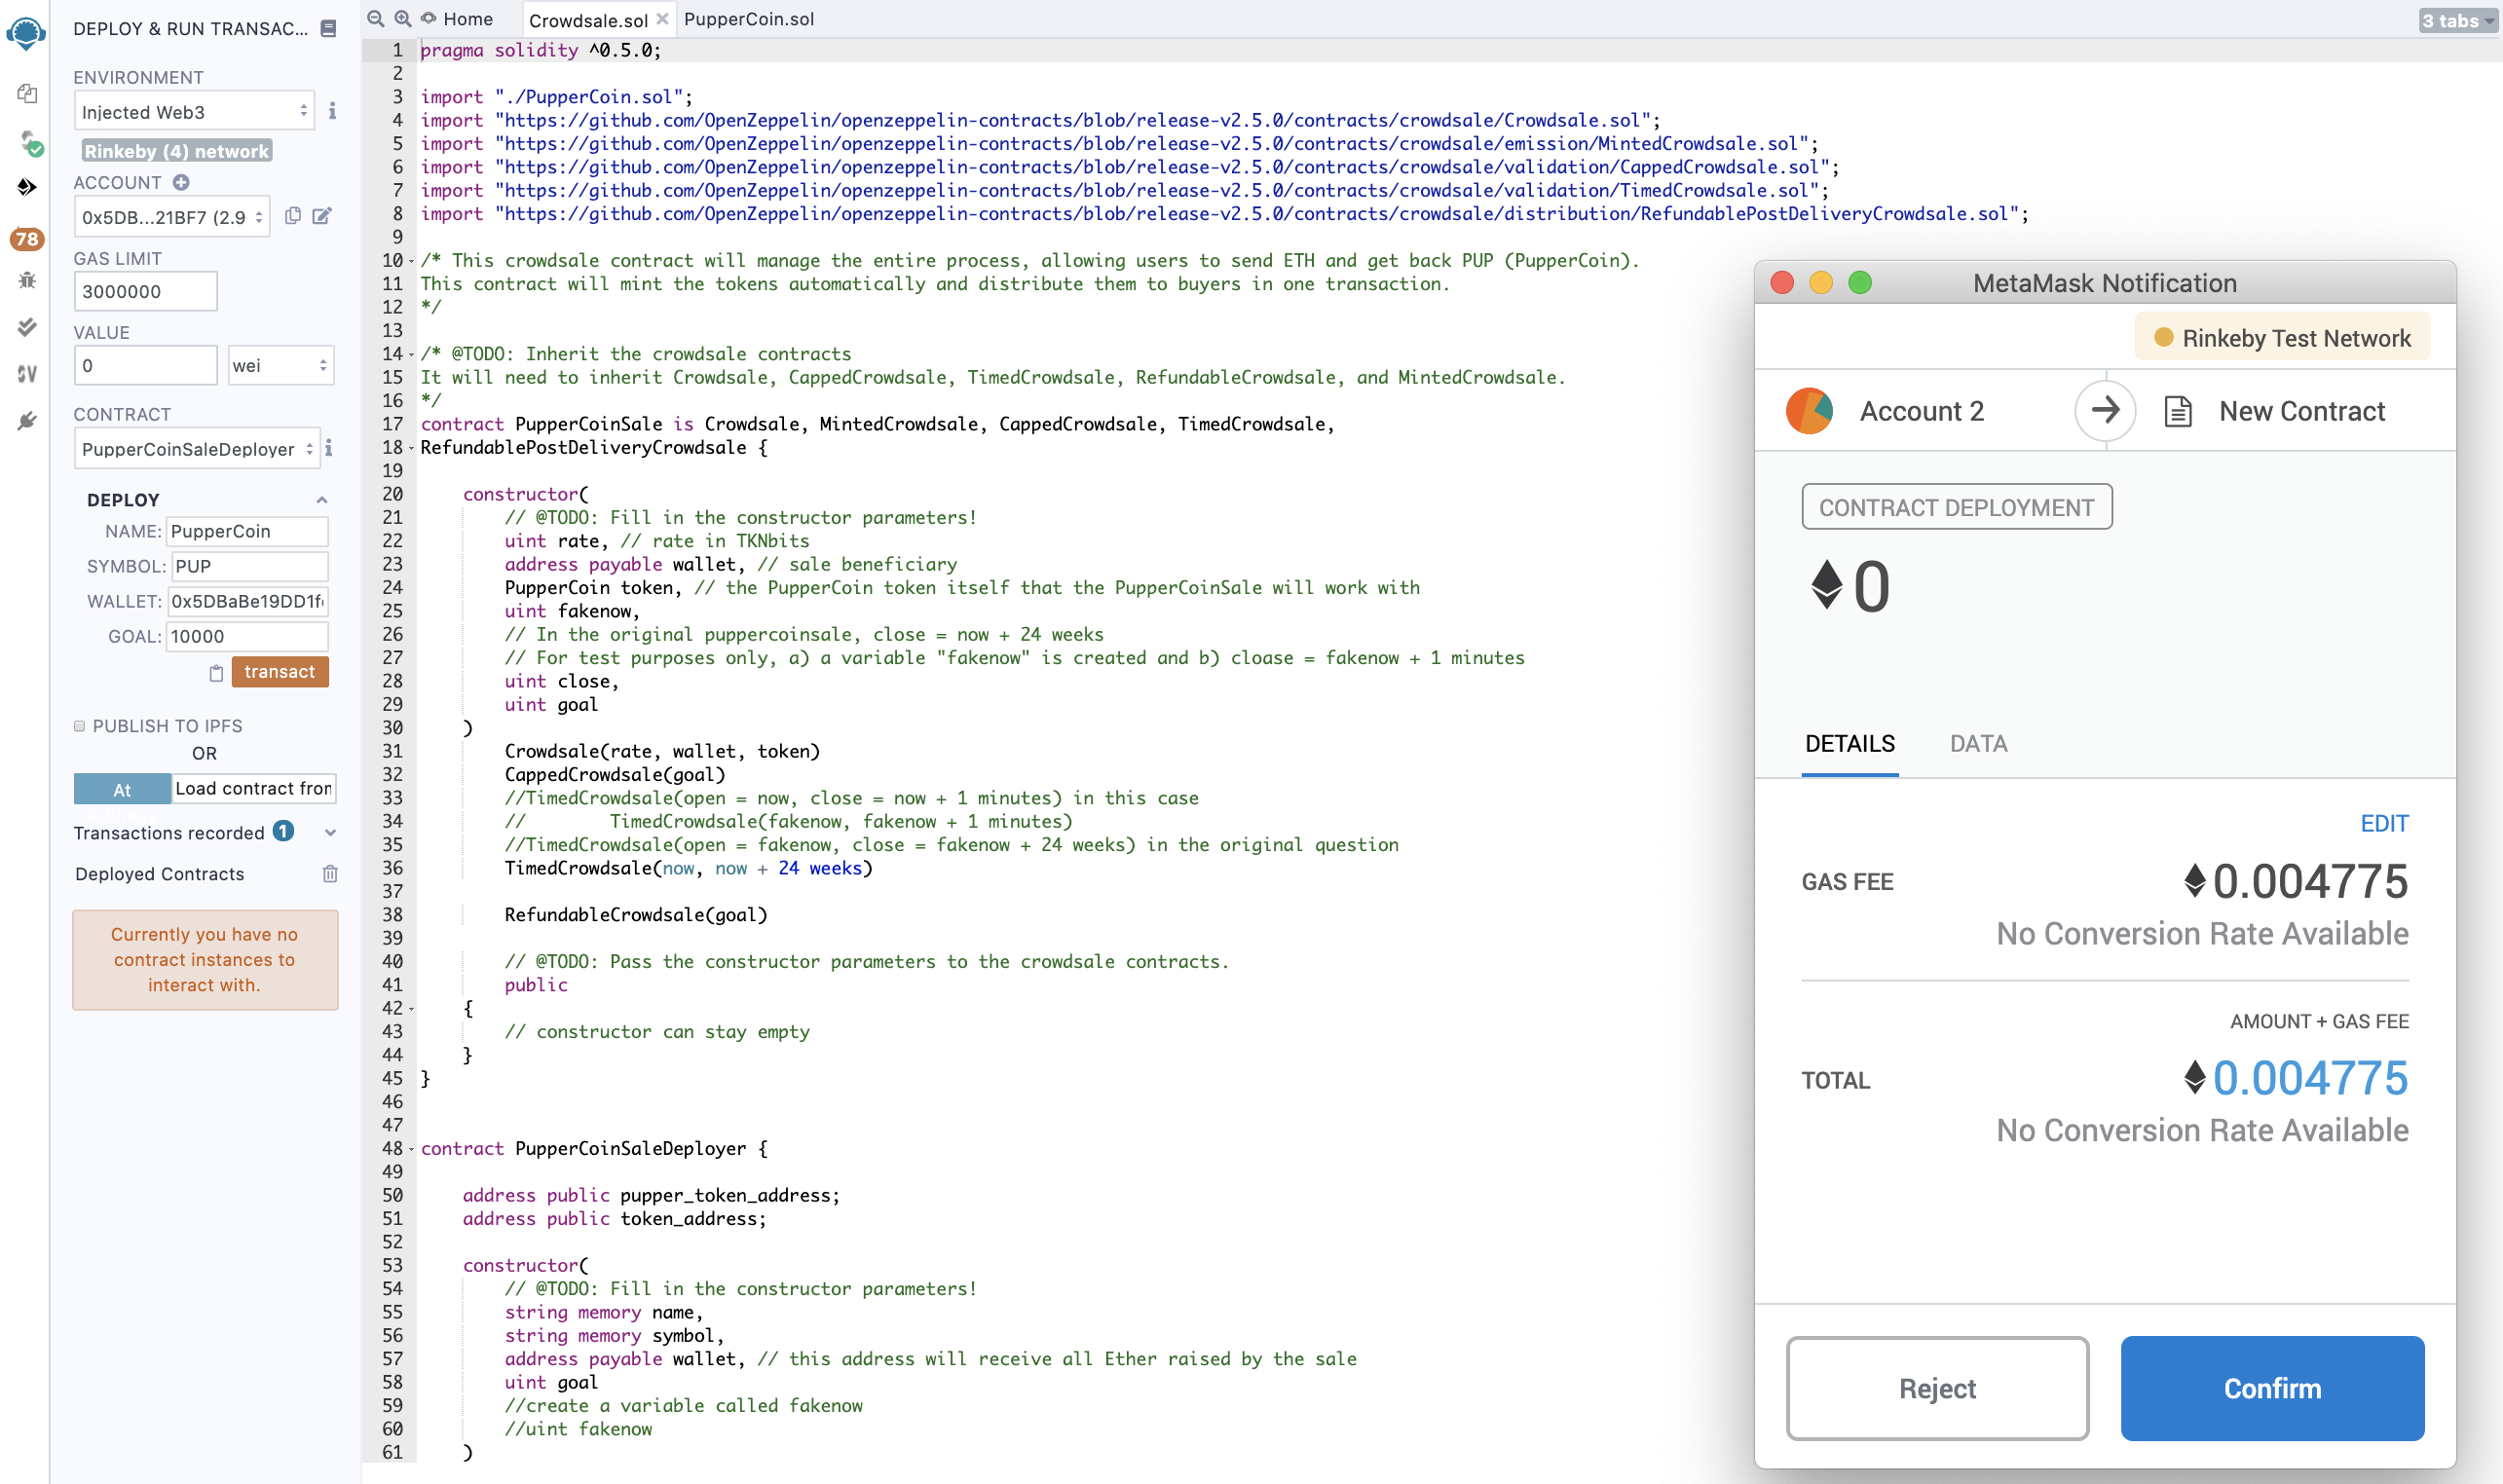 DEPLOY & RUN TRANSAC...
ENVIRONMENT
Injected Web3
i
Rinkeby (4) network
ACCOUNT
0x5DB...21BF7 (2.9
78
GAS LIMIT
3000000
VALUE
0
wei
CONTRACT
PupperCoinSaleDeployer
i
DEPLOY
NAME: PupperCoin
SYMBOL: PUP
WALLET: 0x5DBaBe19DD1f
GOAL: 10000
transact
PUBLISH TO IPFS
OR
At
Load contract from
Transactions recorded 1
Deployed Contracts
Currently you have no
contract instances to
interact with.
Home
Crowdsale.sol
PupperCoin.sol
3 tabs
1 pragma solidity ^0.5.0;
2
3 import "./PupperCoin.sol";
4 import "https://github.com/OpenZeppelin/openzeppelin-contracts/blob/release-v2.5.0/contracts/crowdsale/Crowdsale.sol";
5 import "https://github.com/OpenZeppelin/openzeppelin-contracts/blob/release-v2.5.0/contracts/crowdsale/emission/MintedCrowdsale.sol";
6 import "https://github.com/OpenZeppelin/openzeppelin-contracts/blob/release-v2.5.0/contracts/crowdsale/validation/CappedCrowdsale.sol";
7 import "https://github.com/OpenZeppelin/openzeppelin-contracts/blob/release-v2.5.0/contracts/crowdsale/validation/TimedCrowdsale.sol";
8 import "https://github.com/OpenZeppelin/openzeppelin-contracts/blob/release-v2.5.0/contracts/crowdsale/distribution/RefundablePostDeliveryCrowdsale.sol";
9
10 /* This crowdsale contract will manage the entire process, allowing users to send ETH and get back PUP (PupperCoin).
11 This contract will mint the tokens automatically and distribute them to buyers in one transaction.
12 */
13
14 /* @TODO: Inherit the crowdsale contracts
15 It will need to inherit Crowdsale, CappedCrowdsale, TimedCrowdsale, RefundableCrowdsale, and MintedCrowdsale.
16 */
17 contract PupperCoinSale is Crowdsale, MintedCrowdsale, CappedCrowdsale, TimedCrowdsale,
18 RefundablePostDeliveryCrowdsale {
19
20 constructor(
21 // @TODO: Fill in the constructor parameters!
22 uint rate, // rate in TKNbits
23 address payable wallet, // sale beneficiary
24 PupperCoin token, // the PupperCoin token itself that the PupperCoinSale will work with
25 uint fakenow,
26 // In the original puppercoinsale, close = now + 24 weeks
27 // For test purposes only, a) a variable "fakenow" is created and b) cloase = fakenow + 1 minutes
28 uint close,
29 uint goal
30 )
31 Crowdsale(rate, wallet, token)
32 CappedCrowdsale(goal)
33 //TimedCrowdsale(open = now, close = now + 1 minutes) in this case
34 // TimedCrowdsale(fakenow, fakenow + 1 minutes)
35 //TimedCrowdsale(open = fakenow, close = fakenow + 24 weeks) in the original question
36 TimedCrowdsale(now, now + 24 weeks)
37
38 RefundableCrowdsale(goal)
39
40 // @TODO: Pass the constructor parameters to the crowdsale contracts.
41 public
42 {
43 // constructor can stay empty
44 }
45 }
46
47
48 contract PupperCoinSaleDeployer {
49
50 address public pupper_token_address;
51 address public token_address;
52
53 constructor(
54 // @TODO: Fill in the constructor parameters!
55 string memory name,
56 string memory symbol,
57 address payable wallet, // this address will receive all Ether raised by the sale
58 uint goal
59 //create a variable called fakenow
60 //uint fakenow
61 )
MetaMask Notification
Rinkeby Test Network
Account 2
New Contract
CONTRACT DEPLOYMENT
0
DETAILS
DATA
EDIT
GAS FEE
0.004775
No Conversion Rate Available
AMOUNT + GAS FEE
TOTAL
0.004775
No Conversion Rate Available
Reject
Confirm